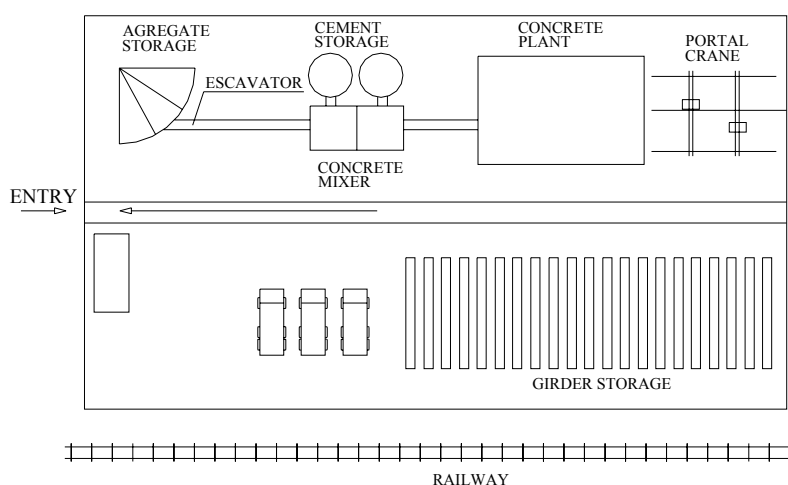 AGREGATE
STORAGE
CEMENT
STORAGE
CONCRETE
PLANT
PORTAL
CRANE
ESCAVATOR
CONCRETE
MIXER
ENTRY
GIRDER STORAGE
RAILWAY